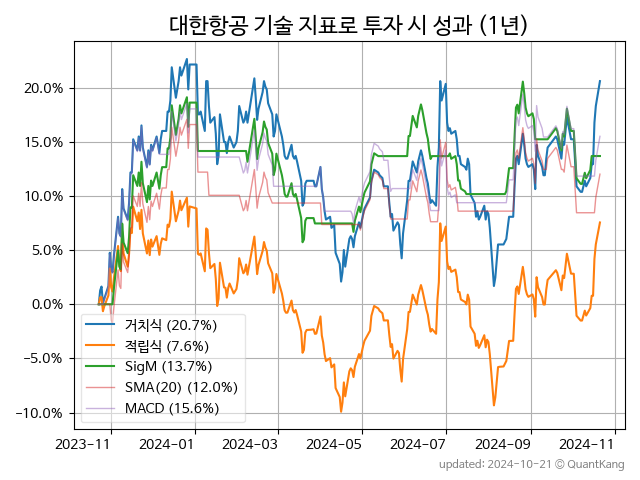 대한항공 기술 지표로 투자 시 성과 (1년)
20.0%
15.0%
10.0%
5.0%
0.0%
−5.0%
−10.0%
거치식 (20.7%)
적립식 (7.6%)
SigM (13.7%)
SMA(20) (12.0%)
MACD (15.6%)
2023-11 2024-01 2024-03 2024-05 2024-07 2024-09 2024-11
updated: 2024-10-21 © QuantKang